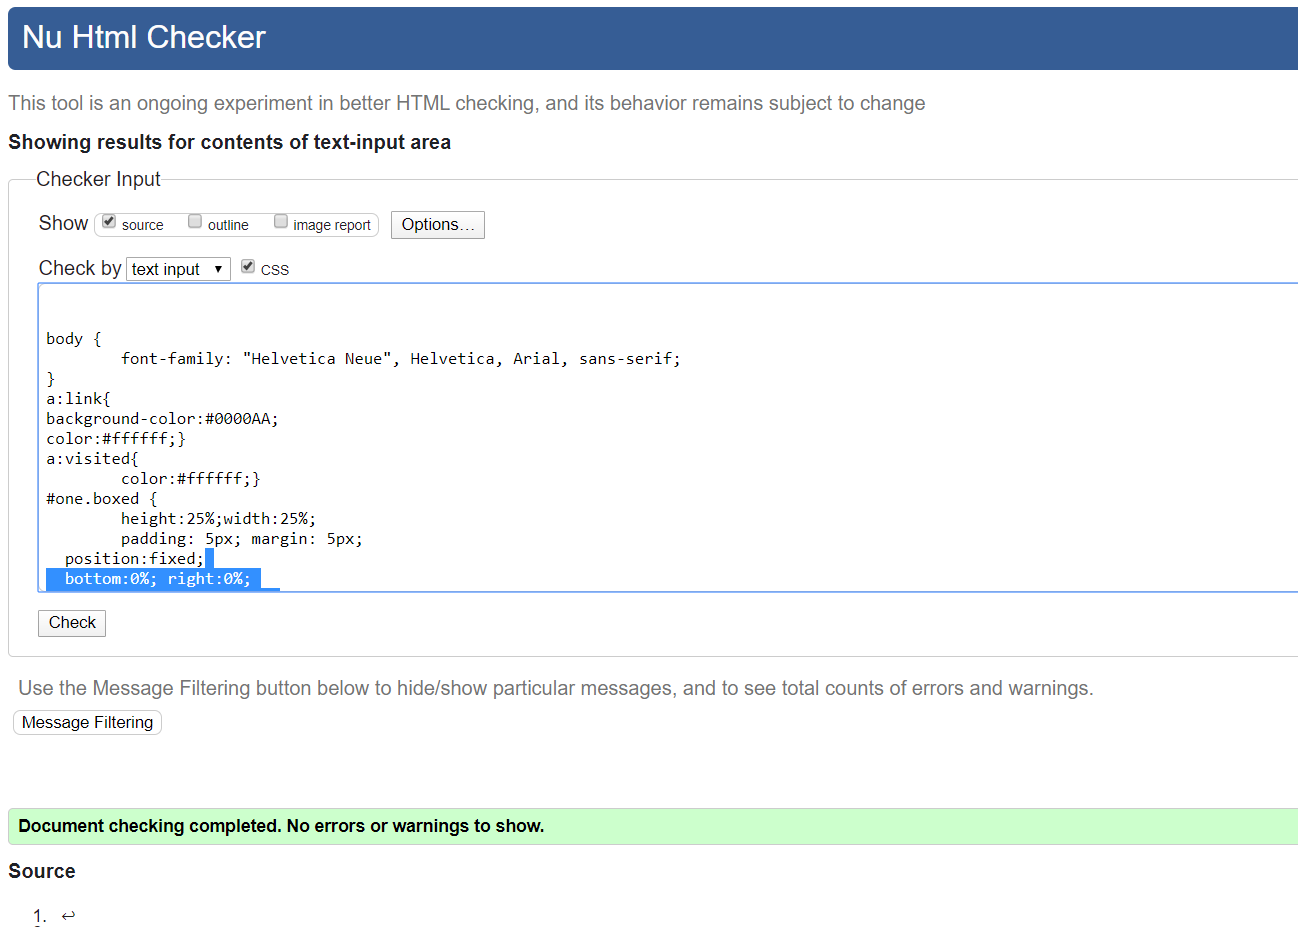 Nu Html Checker
This tool is an ongoing experiment in better HTML checking, and its behavior remains subject to change
Showing results for contents of text-input area
Checker Input
Show source outline image report Options...
Check by text input CSS
body {
font-family: "Helvetica Neue", Helvetica, Arial, sans-serif;
}
a:link{
background-color:#0000AA;
color:#ffffff;}
a:visited{
color:#ffffff;}
#one.boxed {
height:25%;width:25%;
padding: 5px; margin: 5px;
position:fixed;
bottom:0%; right:0%;
Check
Use the Message Filtering button below to hide/show particular messages, and to see total counts of errors and warnings.
Message Filtering
Document checking completed. No errors or warnings to show.
Source
1. ↩